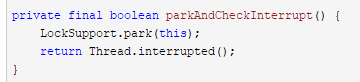 private final boolean parkAndCheckInterrupt() {
    LockSupport.park(this);
    return Thread.interrupted();
}